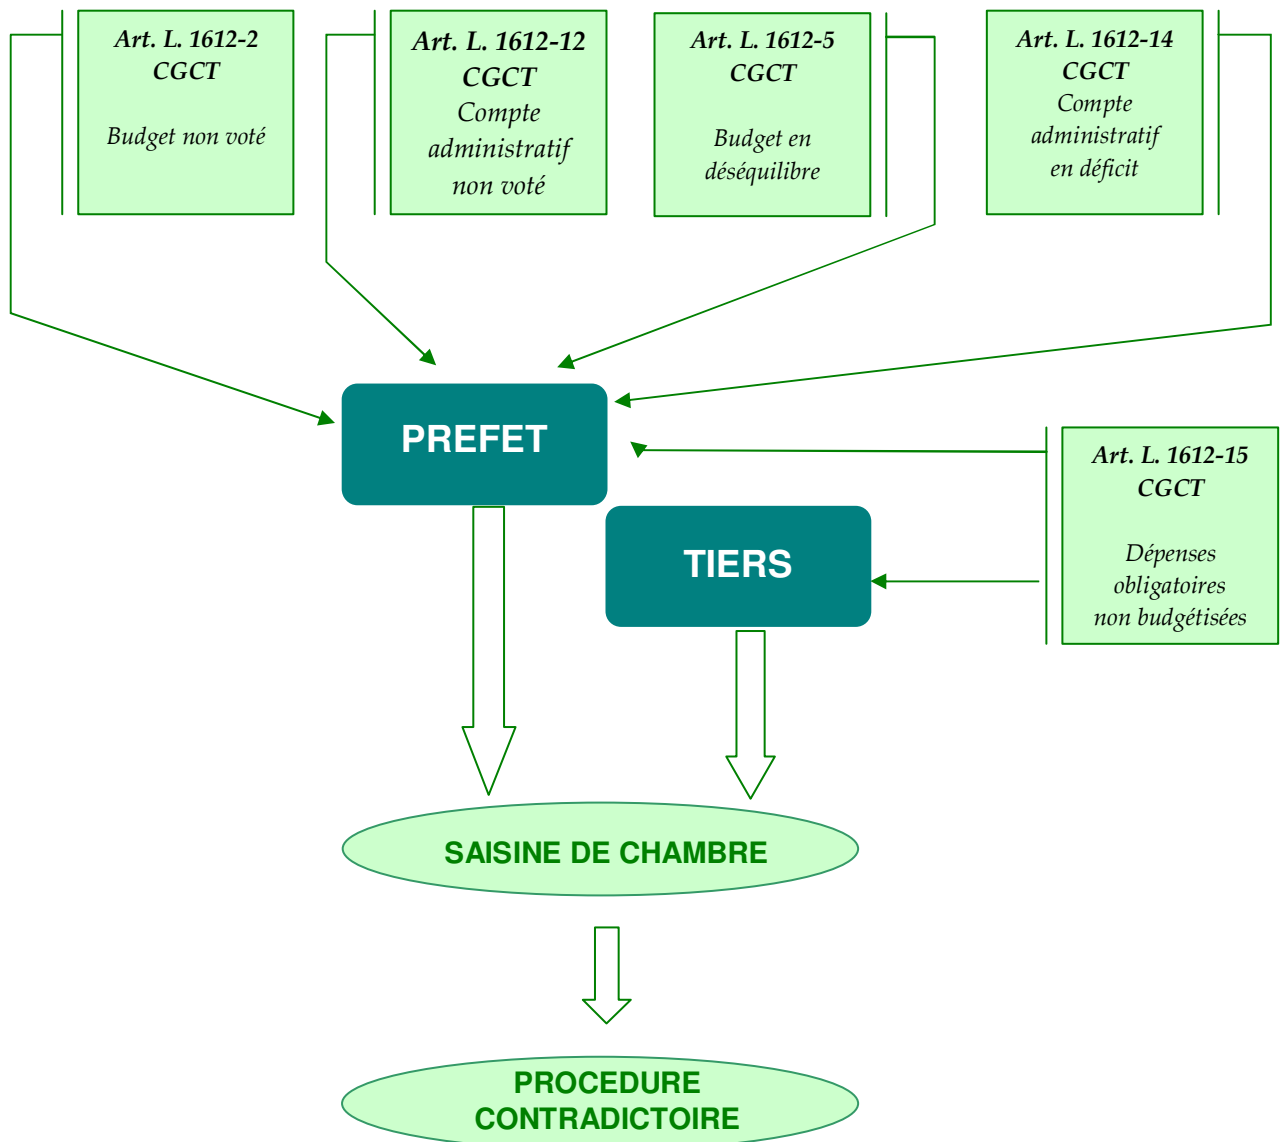 Art. L. 1612-2
CGCT
Budget non voté
Art. L. 1612-12
CGCT
Compte
administratif
non voté
Art. L. 1612-5
CGCT
Budget en
déséquilibre
Art. L. 1612-14
CGCT
Compte
administratif
en déficit
PREFET
Art. L. 1612-15
CGCT
Dépenses
obligatoires
non budgétisées
TIERS
SAISINE DE CHAMBRE
PROCEDURE
CONTRADICTOIRE